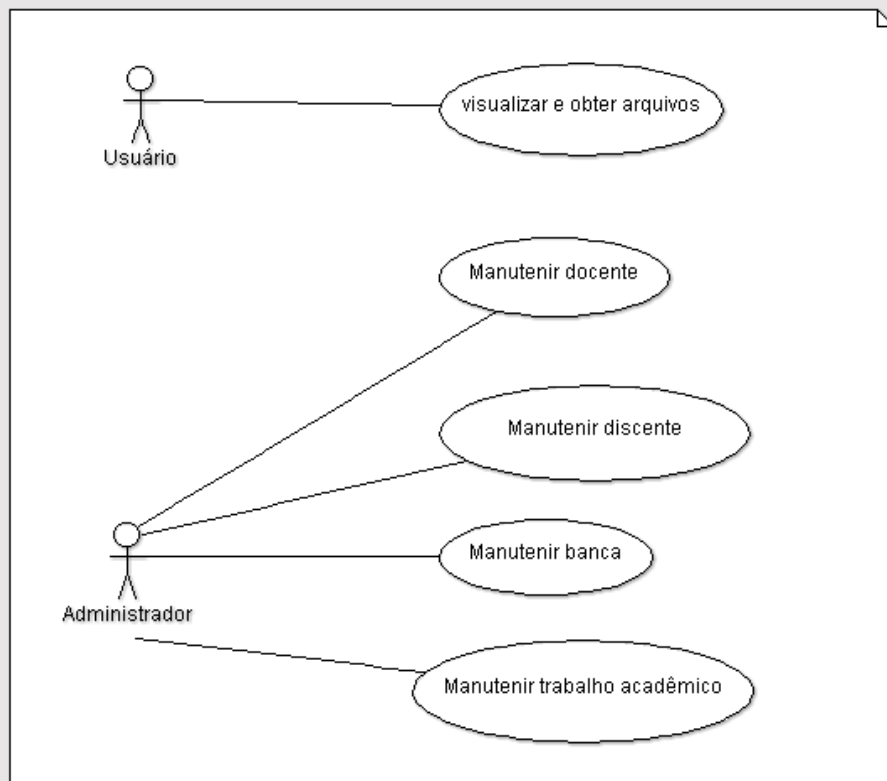 visualizar e obter arquivos
Usuário
Manutenir docente
Manutenir discente
Manutenir banca
Administrador
Manutenir trabalho acadêmico